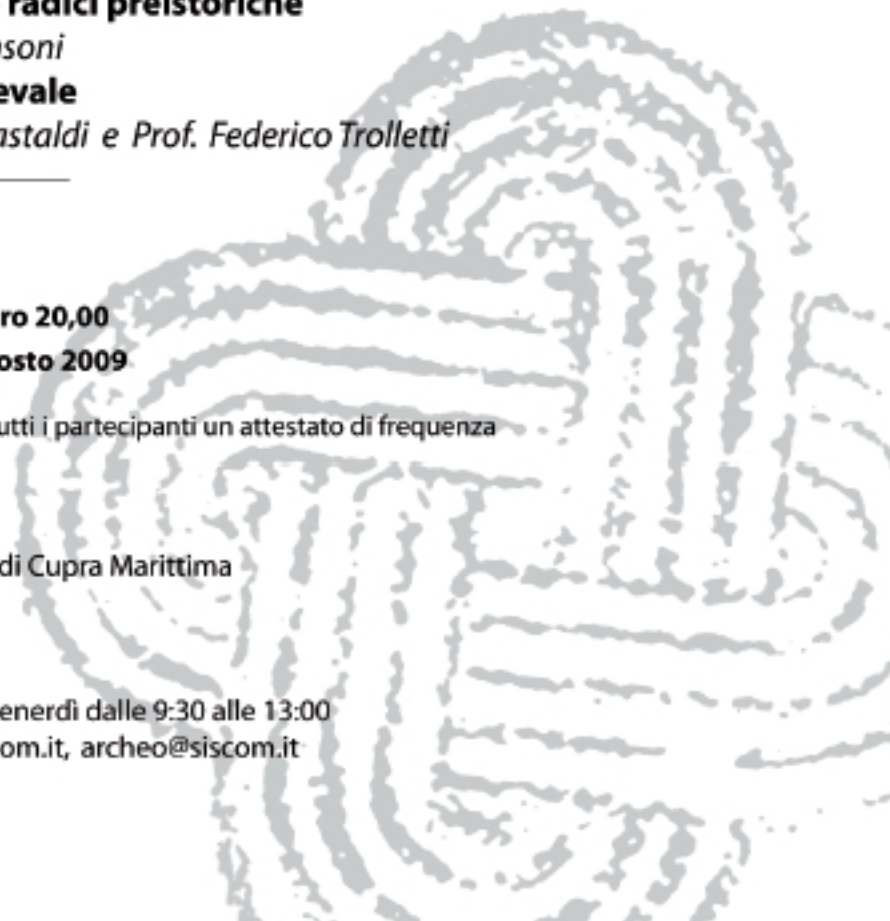 radici preistoriche
nsoni
evale
astaldi e Prof. Federico Trolletti
ro 20,00
osto 2009
utti i partecipanti un attestato di frequenza
di Cupra Marittima
enerdì dalle 9:30 alle 13:00
om.it, archeo@siscom.it